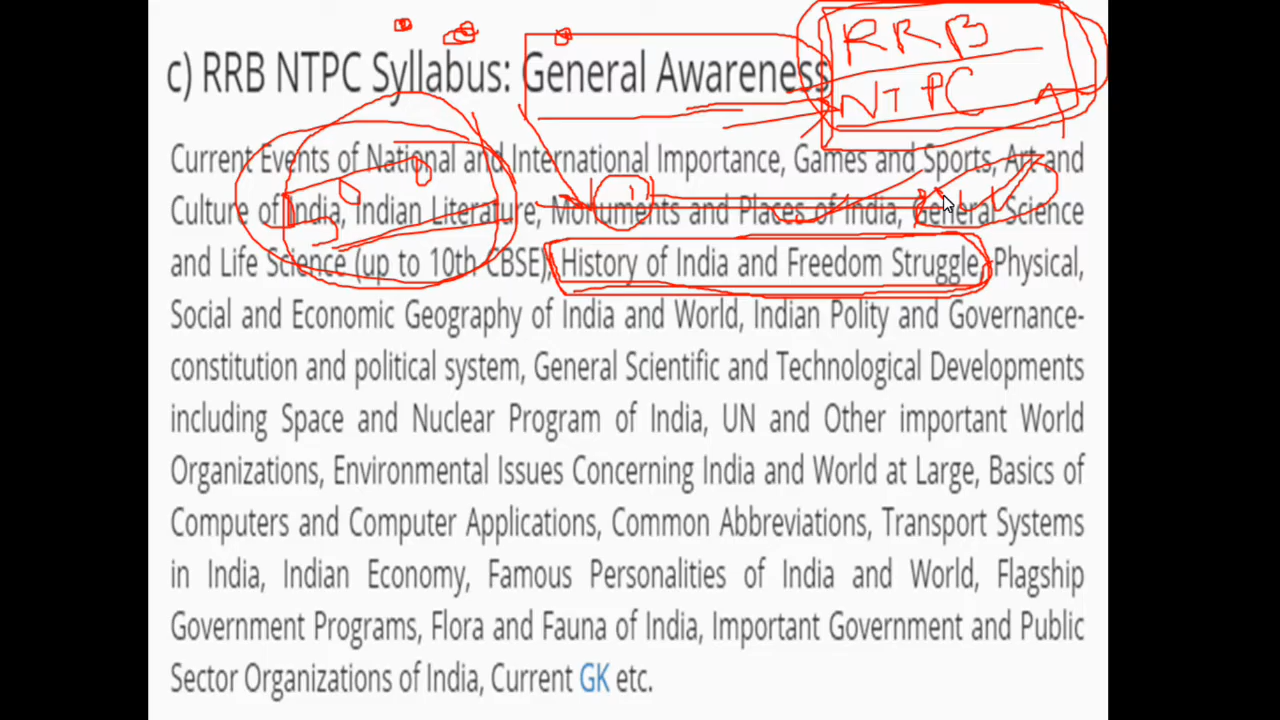 RRB
NTPC
c) RRB NTPC Syllabus: General Awareness
Current Events of National and International Importance, Games and Sports, Art and
Culture of India, Indian Literature, Monuments and Places of India, General Science
and Life Science (up to 10th CBSE), History of India and Freedom Struggle, Physical,
Social and Economic Geography of India and World, Indian Polity and Governance-
constitution and political system, General Scientific and Technological Developments
including Space and Nuclear Program of India, UN and Other important World
Organizations, Environmental Issues Concerning India and World at Large, Basics of
Computers and Computer Applications, Common Abbreviations, Transport Systems
in India, Indian Economy, Famous Personalities of India and World, Flagship
Government Programs, Flora and Fauna of India, Important Government and Public
Sector Organizations of India, Current GK etc.